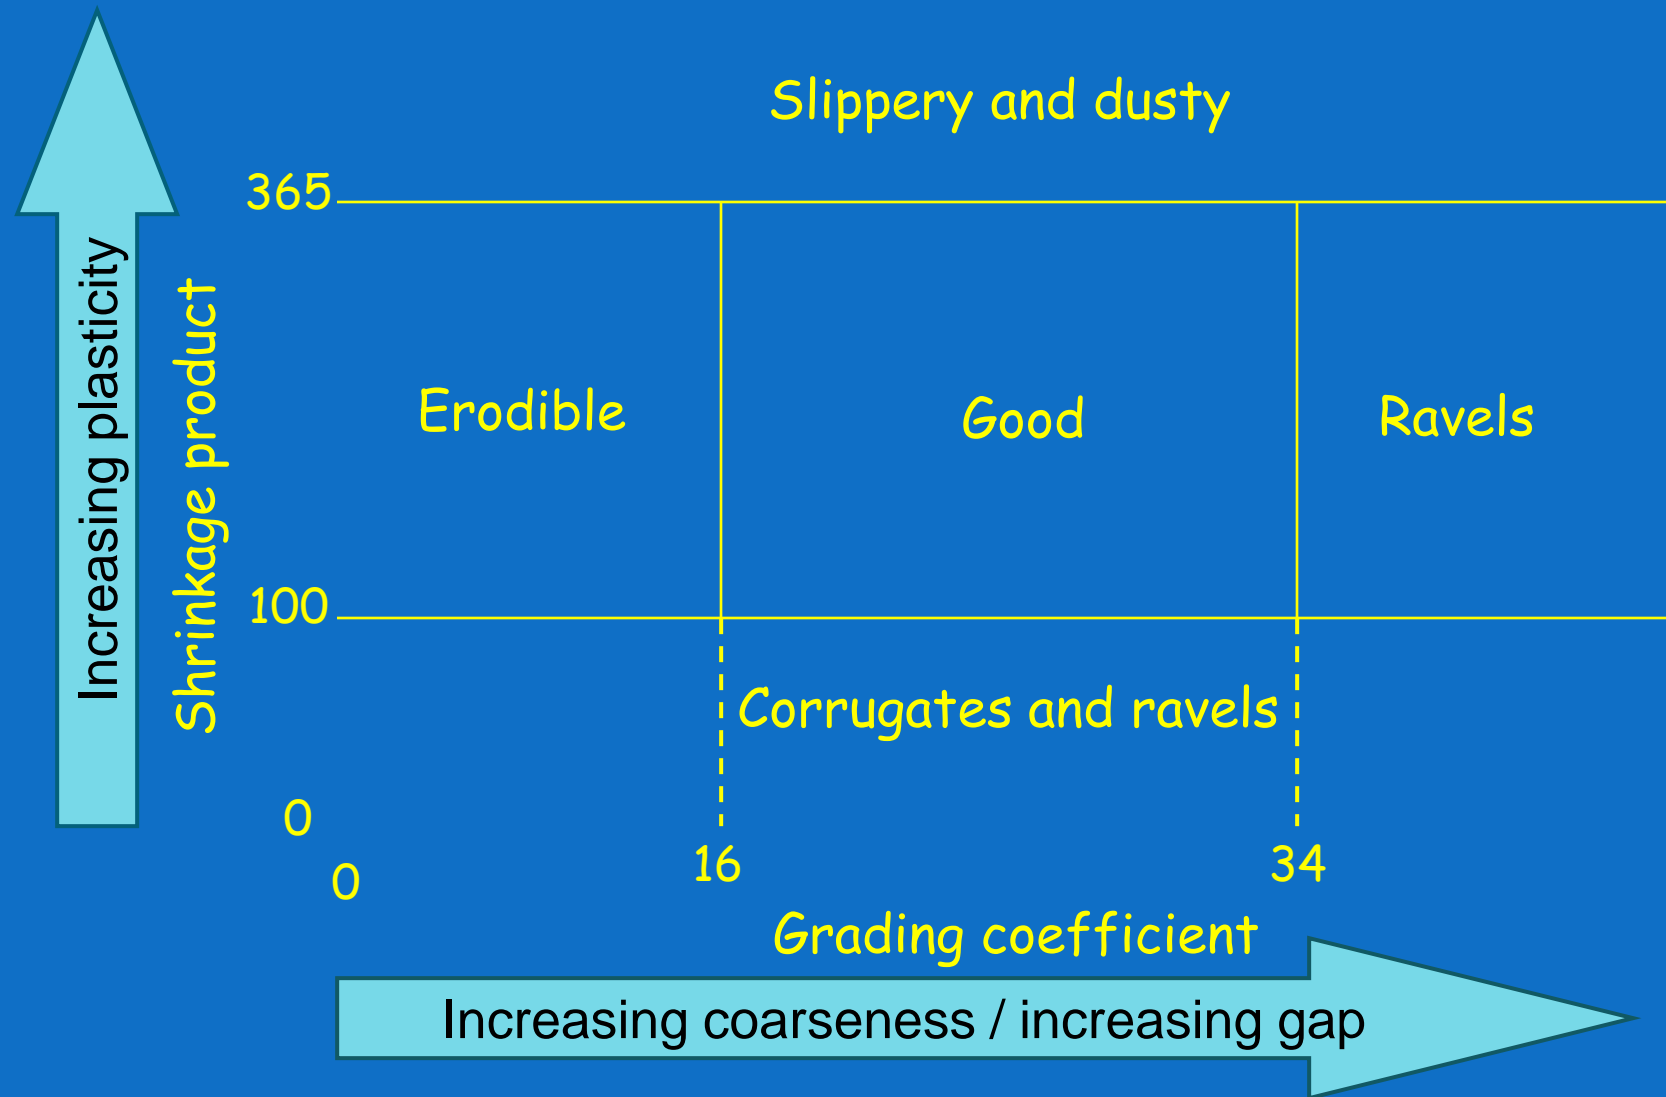 Slippery and dusty
365
Increasing plasticity
Shrinkage product
Erodible
Good
Ravels
100
Corrugates and ravels
0
0
16
34
Grading coefficient
Increasing coarseness / increasing gap